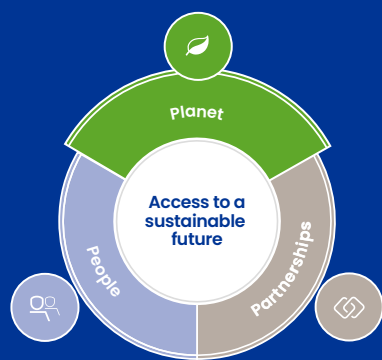 Planet
Access to a
sustainable
future
People
Partnerships